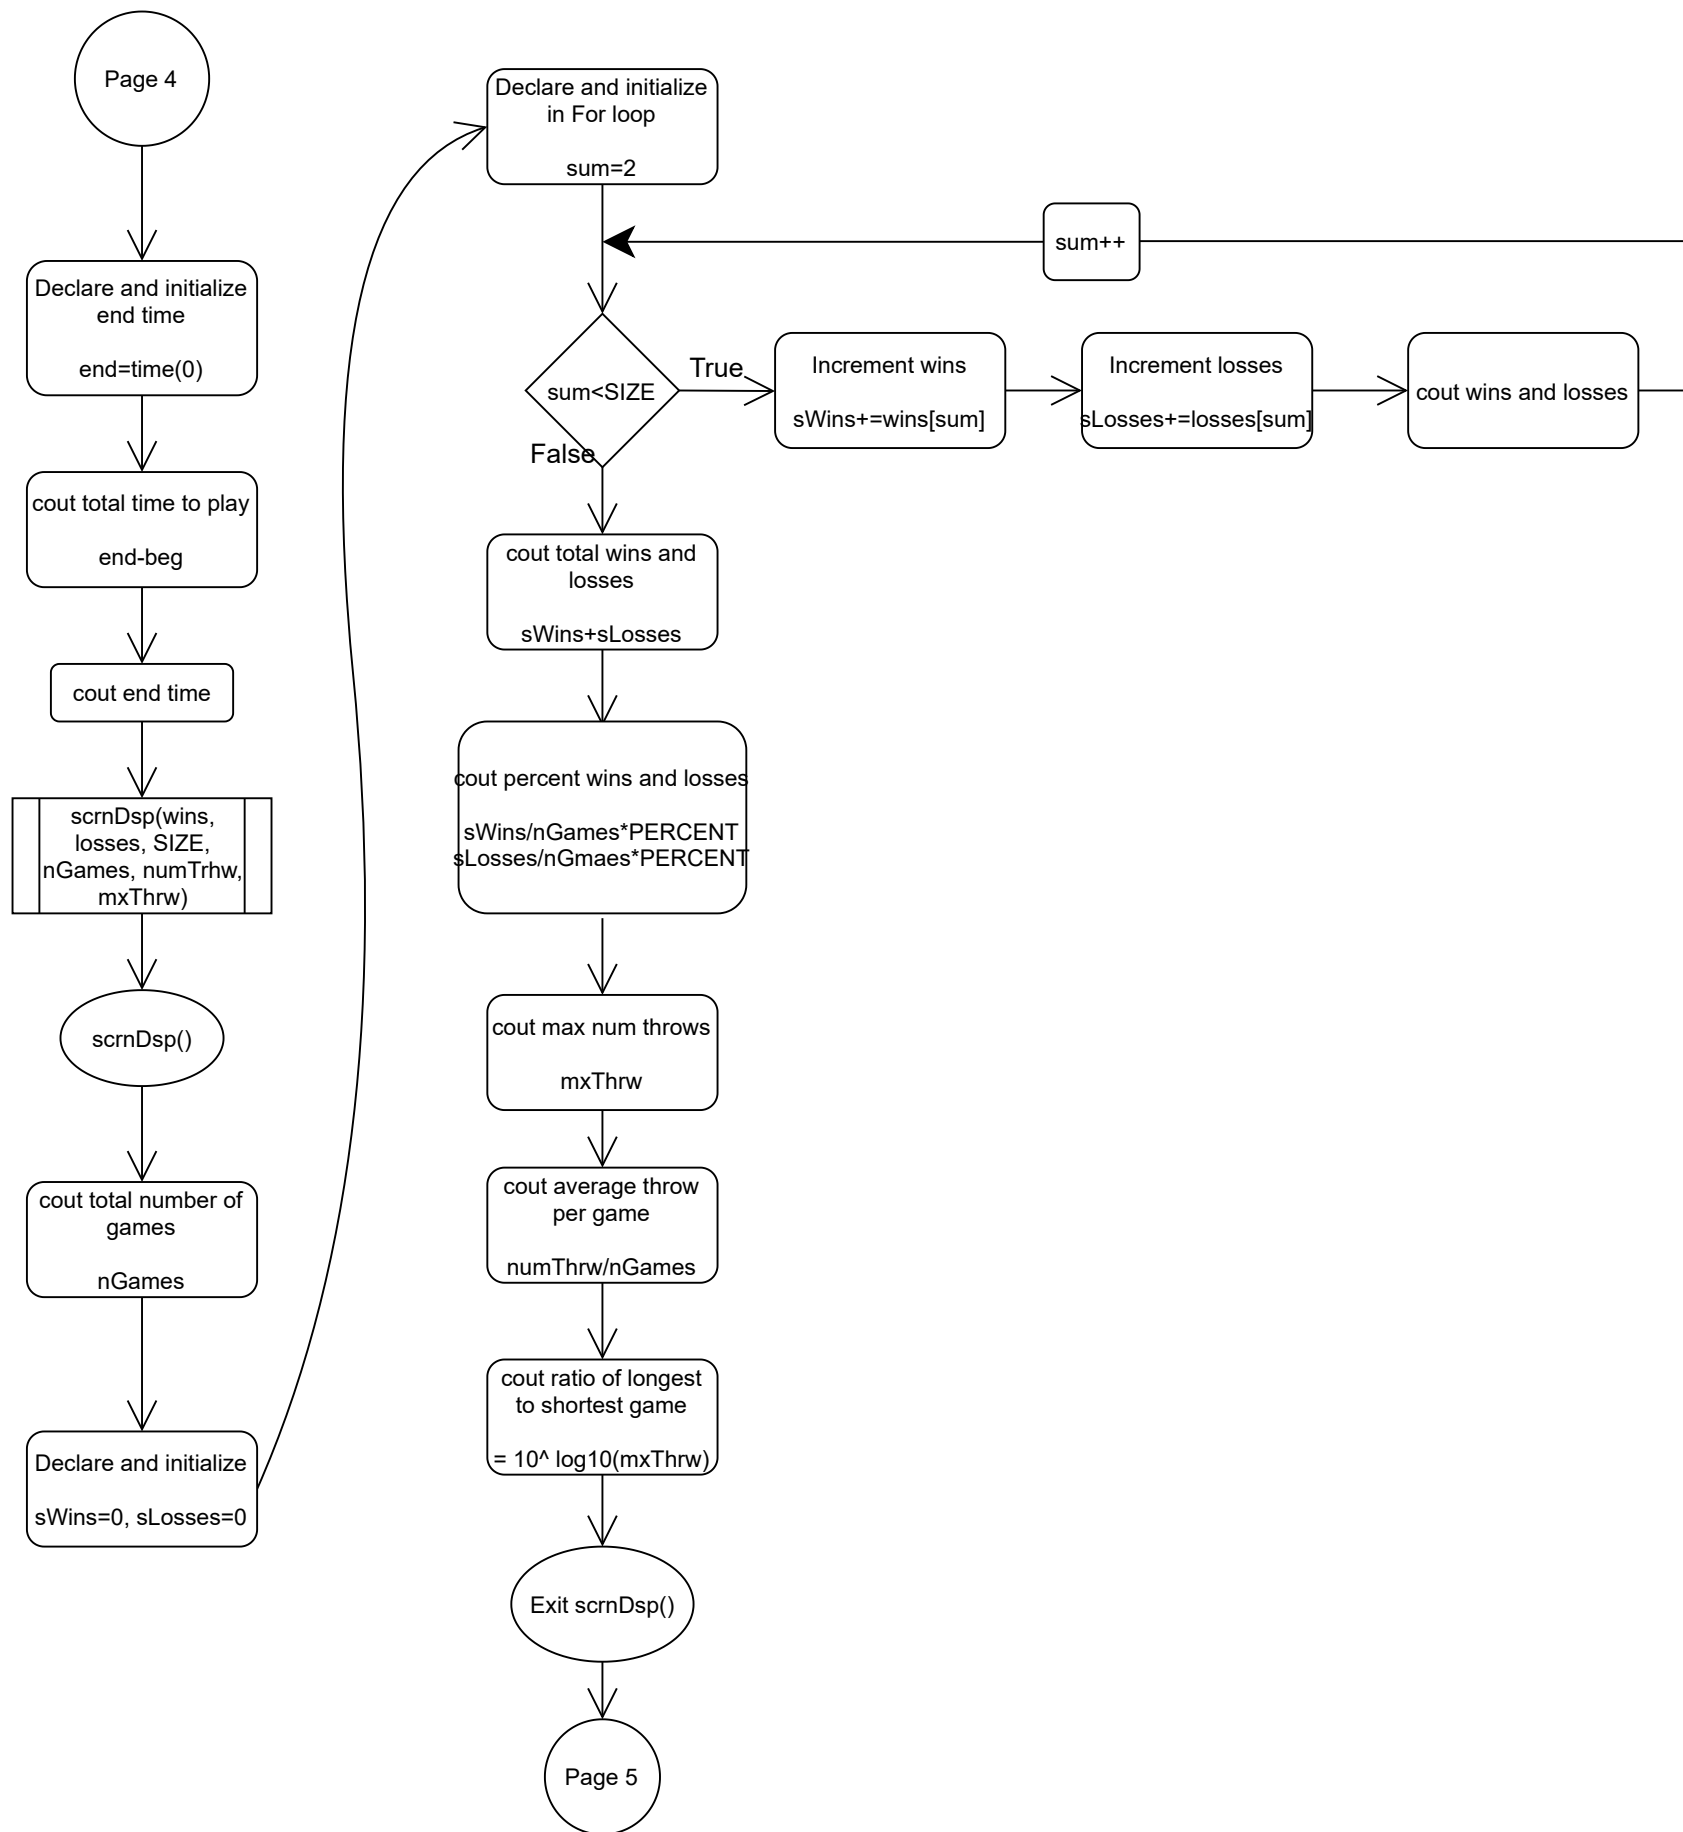 Page 4
Declare and initialize
end time
end=time(0)
cout total time to play
end-beg
cout end time
scrnDsp(wins,
losses, SIZE,
nGames, numTrhw,
mxThrw)
scrnDsp()
cout total number of
games
nGames
Declare and initialize
sWins=0, sLosses=0
Declare and initialize
in For loop
sum=2
sum++
sum<SIZE
True
False
Increment wins
sWins+=wins[sum]
Increment losses
sLosses+=losses[sum]
cout wins and losses
cout total wins and
losses
sWins+sLosses
cout percent wins and losses
sWins/nGames*PERCENT
sLosses/nGmaes*PERCENT
cout max num throws
mxThrw
cout average throw
per game
numThrw/nGames
cout ratio of longest
to shortest game
= 10^ log10(mxThrw)
Exit scrnDsp()
Page 5